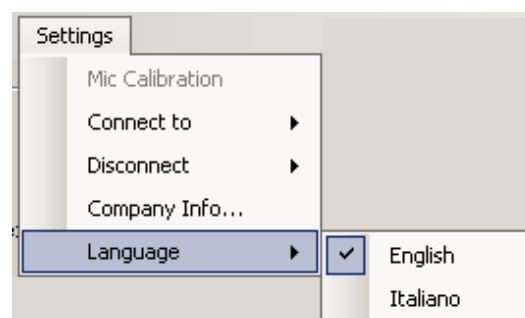 Settings
Mic Calibration
Connect to
Disconnect
Company Info...
Language
English
Italiano